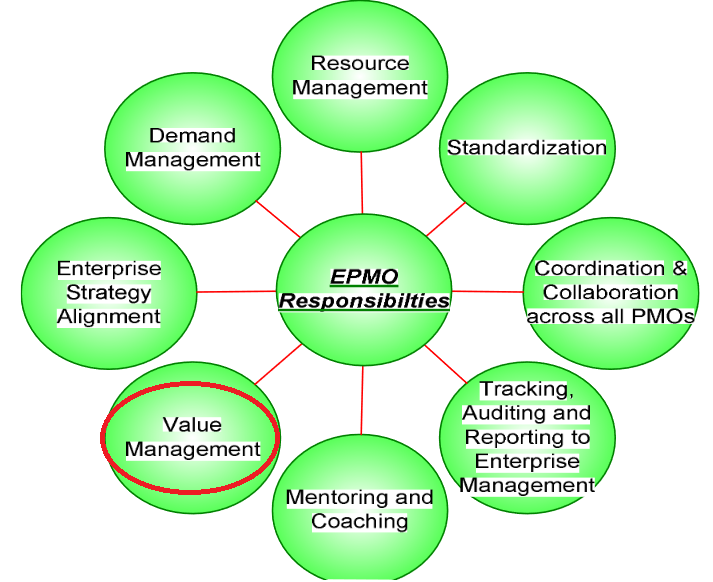 Resource
Management
Demand
Management
Standardization
Enterprise
Strategy
Alignment
EPMO
Responsibilties
Coordination &
Collaboration
across all PMOs
Value
Management
Tracking,
Auditing and
Reporting to
Enterprise
Management
Mentoring and
Coaching